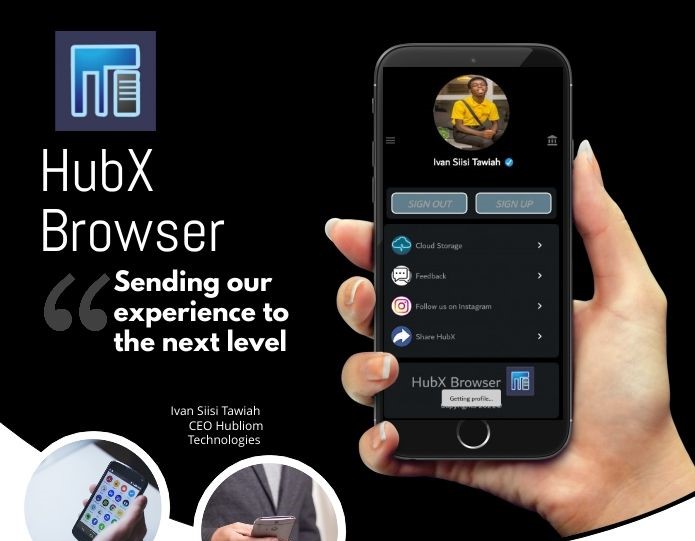 HubX
Browser
“
Sending our
experience to
the next level
Ivan Siisi Tawiah
CEO Hubliom
Technologies
Ivan Siisi Tawiah
SIGN OUT
SIGN UP
Cloud Storage
Feedback
Follow us on Instagram
Share HubX
HubX Browser
Getting profile...